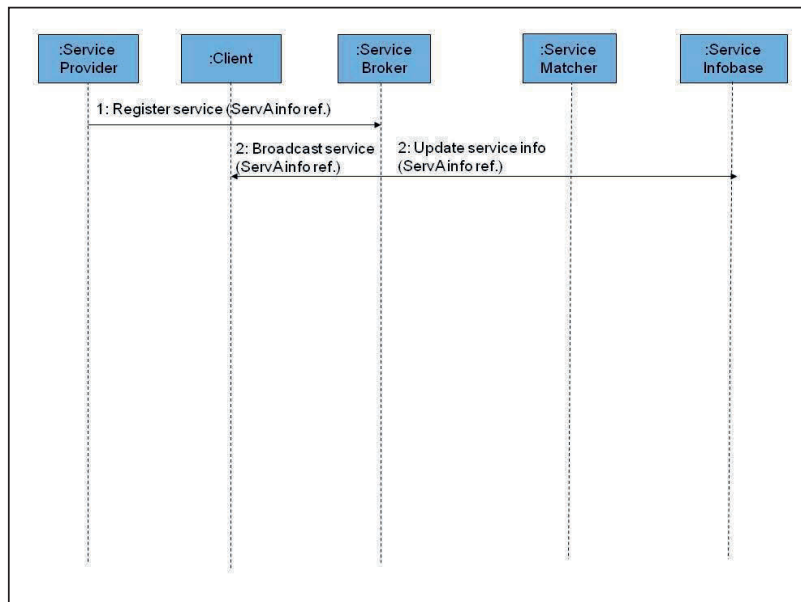 :Service
Provider
:Client
:Service
Broker
:Service
Matcher
:Service
Infobase
1: Register service (ServAinfo ref.)
2: Broadcast service
(ServAinfo ref.)
2: Update service info
(ServAinfo ref.)